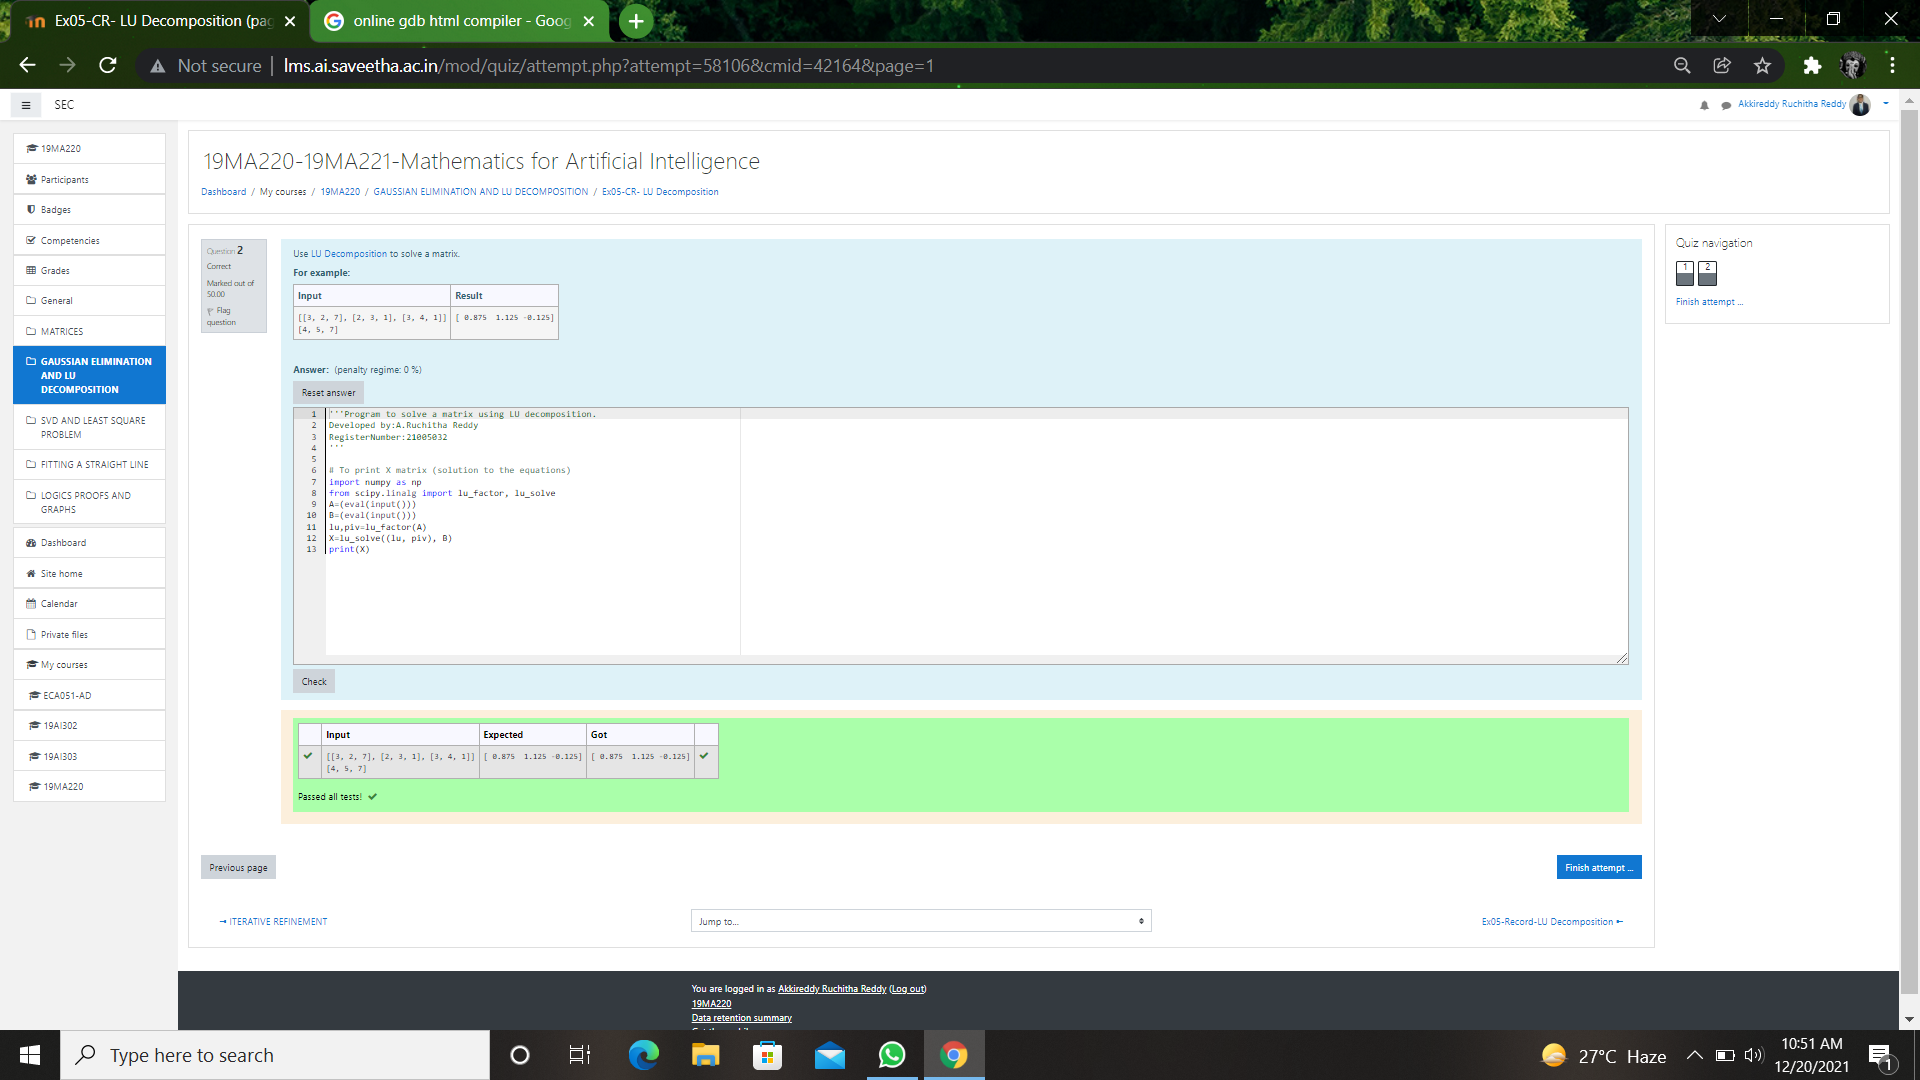 Ex05-CR- LU Decomposition (pag
online gdb html compiler - Goog
Not secure
lms.ai.saveetha.ac.in/mod/quiz/attempt.php?attempt=58106&cmid=42164&page=1
SEC
Akkireddy Ruchitha Reddy
19MA220
Participants
Badges
Competencies
Grades
General
MATRICES
GAUSSIAN ELIMINATION
AND LU
DECOMPOSITION
SVD AND LEAST SQUARE
PROBLEM
FITTING A STRAIGHT LINE
LOGICS PROOFS AND
GRAPHS
Dashboard
Site home
Calendar
Private files
My courses
ECA051-AD
19AI302
19AI303
19MA220
19MA220-19MA221-Mathematics for Artificial Intelligence
Dashboard / My courses / 19MA220 / GAUSSIAN ELIMINATION AND LU DECOMPOSITION / Ex05-CR- LU Decomposition
Question 2
Correct
Marked out of
50.00
Flag
question
Use LU Decomposition to solve a matrix.
For example:
Input Result
[[3, 2, 7], [2, 3, 1], [3, 4, 1]] [ 0.875 1.125 -0.125]
[4, 5, 7]
Answer: (penalty regime: 0 %)
Reset answer
1 '''Program to solve a matrix using LU decomposition.
2 Developed by:A.Ruchitha Reddy
3 RegisterNumber:21005032
4 '''
5
6 # To print X matrix (solution to the equations)
7 import numpy as np
8 from scipy.linalg import lu_factor, lu_solve
9 A=(eval(input()))
10 B=(eval(input()))
11 lu,piv=lu_factor(A)
12 X=lu_solve((lu, piv), B)
13 print(X)
Check
Input Expected Got
[[3, 2, 7], [2, 3, 1], [3, 4, 1]] [ 0.875 1.125 -0.125] [ 0.875 1.125 -0.125]
[4, 5, 7]
Passed all tests!
Previous page
Finish attempt ...
ITERATIVE REFINEMENT
Jump to...
Ex05-Record-LU Decomposition
Quiz navigation
1 2
Finish attempt ...
You are logged in as Akkireddy Ruchitha Reddy (Log out)
19MA220
Data retention summary
Type here to search
27°C Haze
10:51 AM
12/20/2021
1